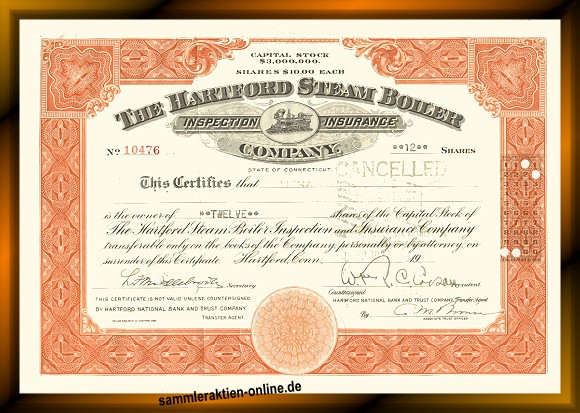 CAPITAL STOCK
$3,000,000.
SHARES $10.00 EACH
THE HARTFORD STEAM BOILER
INSPECTION INSURANCE
COMPANY.
No 10476
**12** SHARES
STATE OF CONNECTICUT.
CANCELLED
This Certifies that
is the owner of **TWELVE** shares of the Capital Stock of
The Hartford Steam Boiler Inspection and Insurance Company
transferable only on the books of the Company, personally or by attorney, on
surrender of this Certificate Hartford, Conn. 19
Secretary
President
THIS CERTIFICATE IS NOT VALID UNLESS COUNTERSIGNED
BY HARTFORD NATIONAL BANK AND TRUST COMPANY
TRANSFER AGENT.
Countersigned
HARTFORD NATIONAL BANK AND TRUST COMPANY, Transfer Agent
By
ASSOCIATE TRUST OFFICER
sammleraktien-online.de